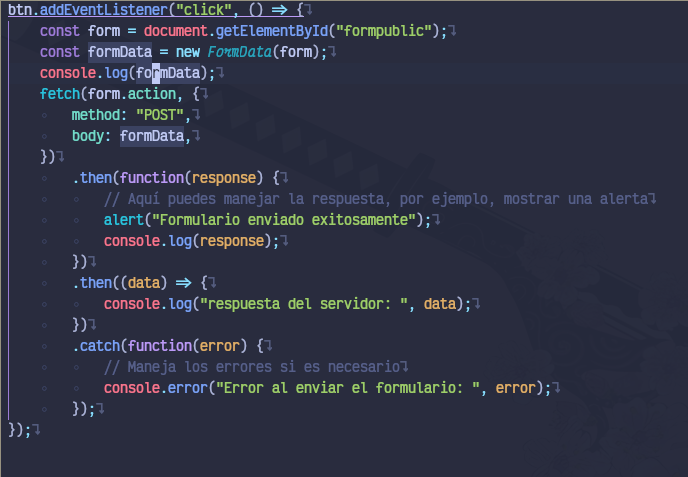 btn.addEventListener("click", () => {
const form = document.getElementById("formpublic");
const formData = new FormData(form);
console.log(formData);
fetch(form.action, {
method: "POST",
body: formData,
})
.then(function(response) {
// Aquí puedes manejar la respuesta, por ejemplo, mostrar una alerta
alert("Formulario enviado exitosamente");
console.log(response);
})
.then((data) => {
console.log("respuesta del servidor: ", data);
})
.catch(function(error) {
// Maneja los errores si es necesario
console.error("Error al enviar el formulario: ", error);
});
});